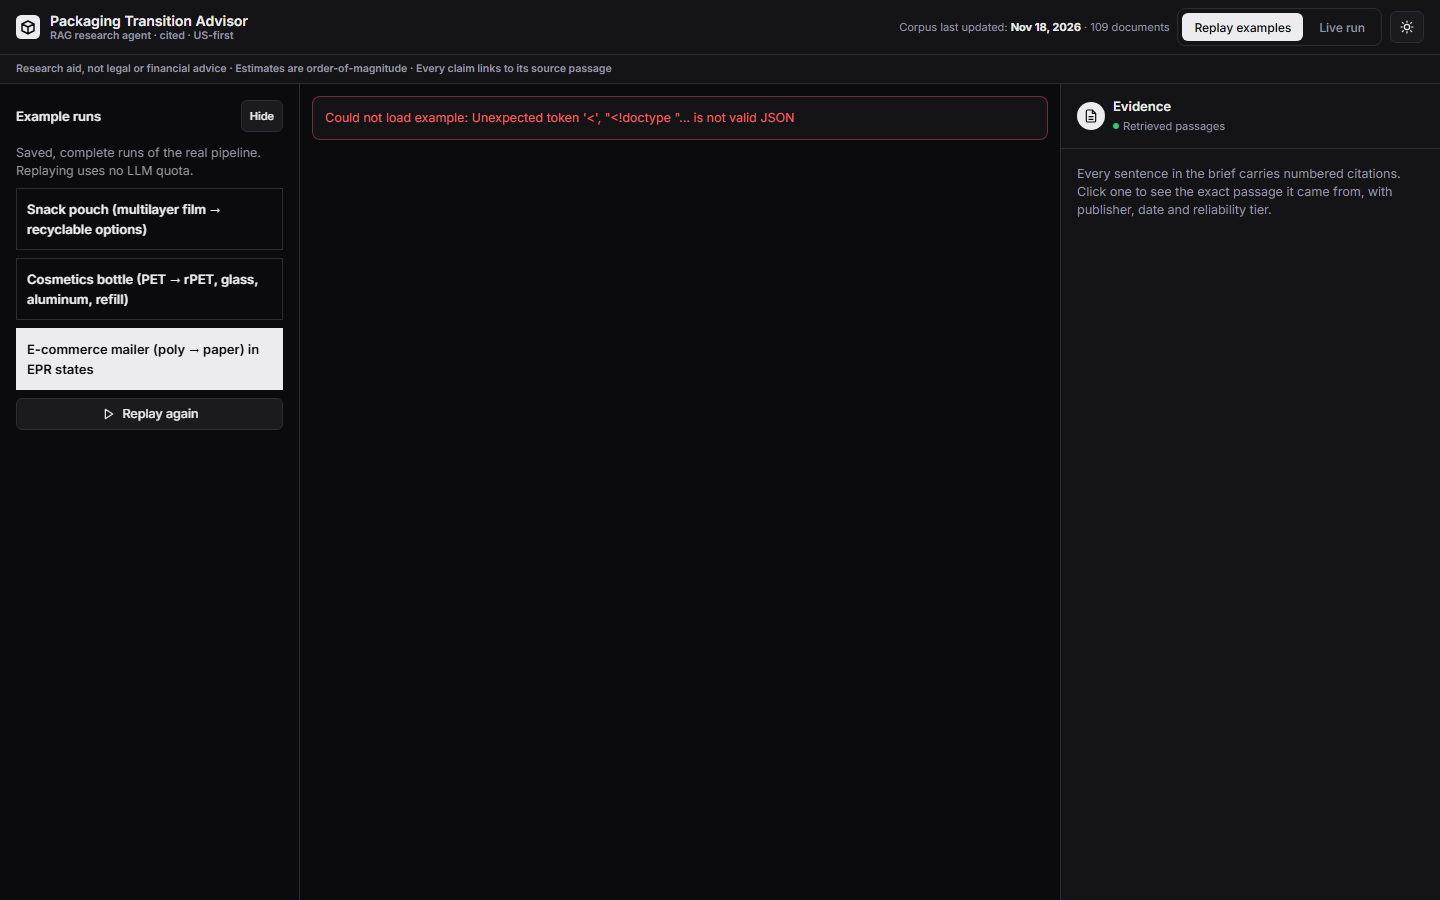 Packaging Transition Advisor
RAG research agent · cited · US-first
Corpus last updated: Nov 18, 2026 · 109 documents
Replay examples
Live run
Research aid, not legal or financial advice · Estimates are order-of-magnitude · Every claim links to its source passage
Example runs
Hide
Saved, complete runs of the real pipeline.
Replaying uses no LLM quota.
Snack pouch (multilayer film →
recyclable options)
Cosmetics bottle (PET → rPET, glass,
aluminum, refill)
E-commerce mailer (poly → paper) in
EPR states
Replay again
Could not load example: Unexpected token '<', "<!doctype "... is not valid JSON
Evidence
Retrieved passages
Every sentence in the brief carries numbered citations.
Click one to see the exact passage it came from, with
publisher, date and reliability tier.